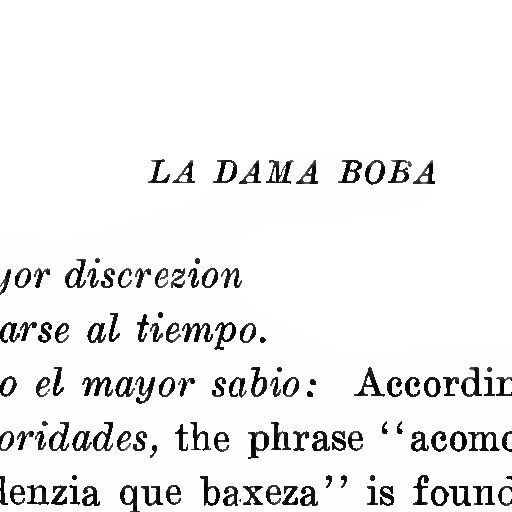 LA DAMA BOBA
yor discrezion
arse al tiempo.
o el mayor sabio: Accordin
oridades, the phrase “acomo
denzia que baxeza” is found